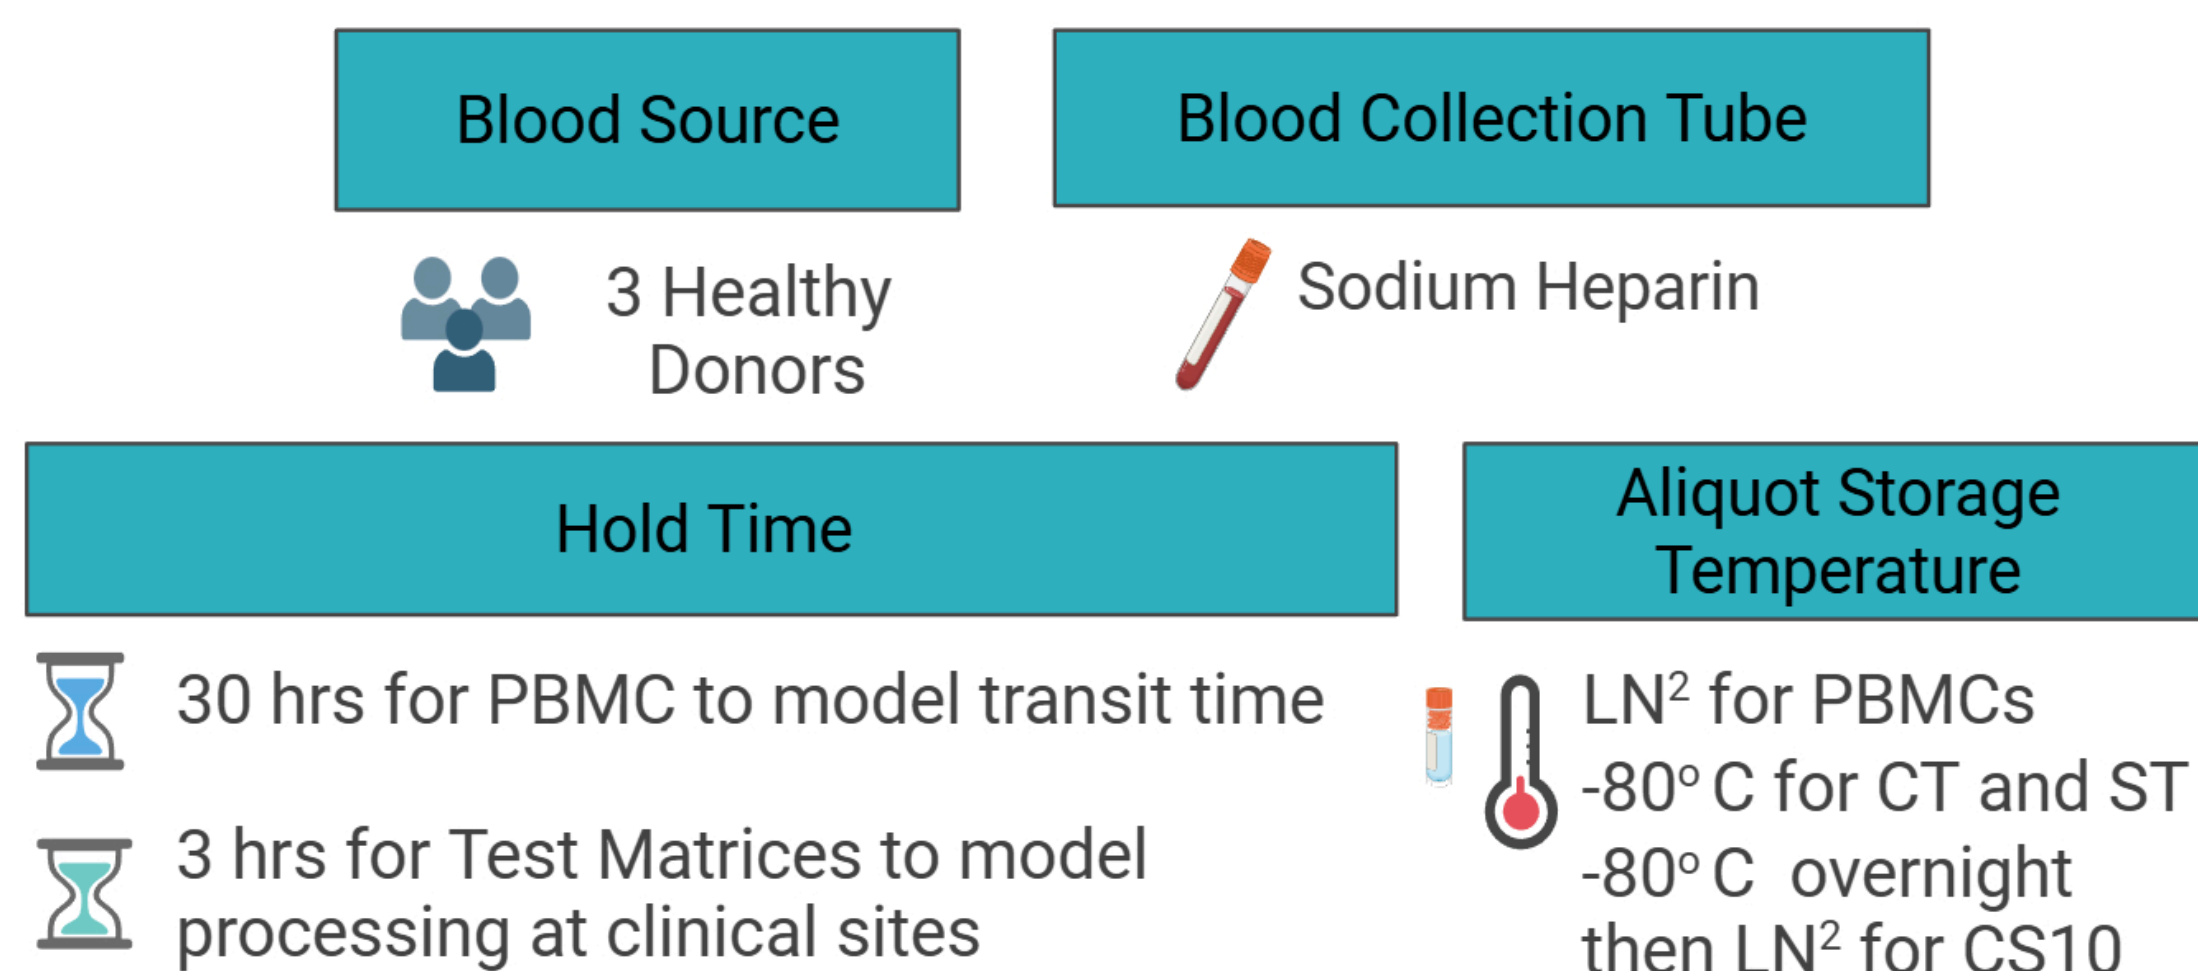 Blood Source
Blood Collection Tube
3 Healthy
Donors
Sodium Heparin
Hold Time
Aliquot Storage
Temperature
30 hrs for PBMC to model transit time
3 hrs for Test Matrices to model
processing at clinical sites
LN² for PBMCs
-80º C for CT and ST
-80º C  overnight
then LN² for CS10